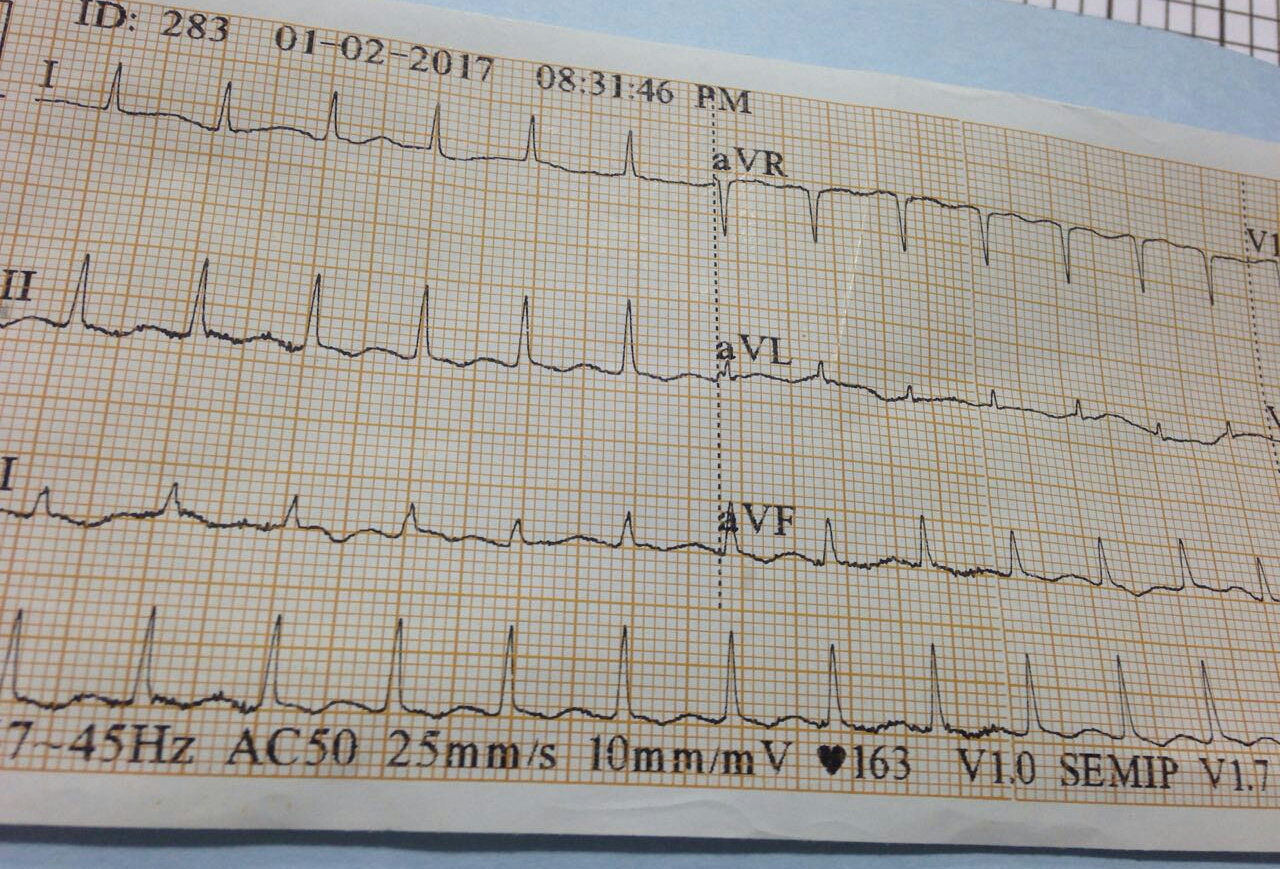 ID: 283 01-02-2017 08:31:46 PM
I
aVR
V1
II
aVL
V
I
aVF
7~45Hz AC50 25mm/s 10mm/mV ♥163 V1.0 SEMIP V1.7